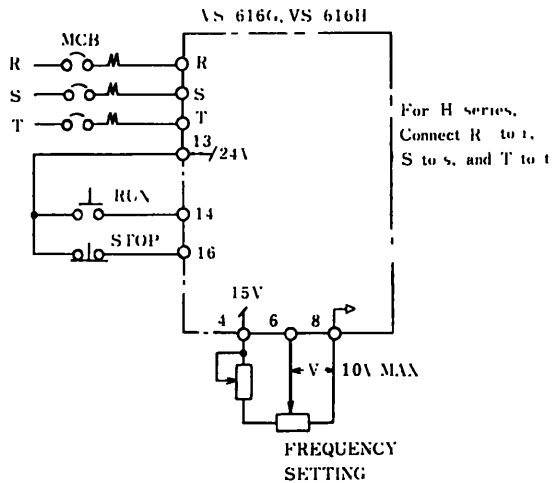 VS 616G, VS 616H
MCB
R
R
S
S
T
T
For H series,
Connect R to r,
S to s, and T to t
13
24V
RUN
14
STOP
16
15V
4
6
8
V
10V MAX
FREQUENCY
SETTING